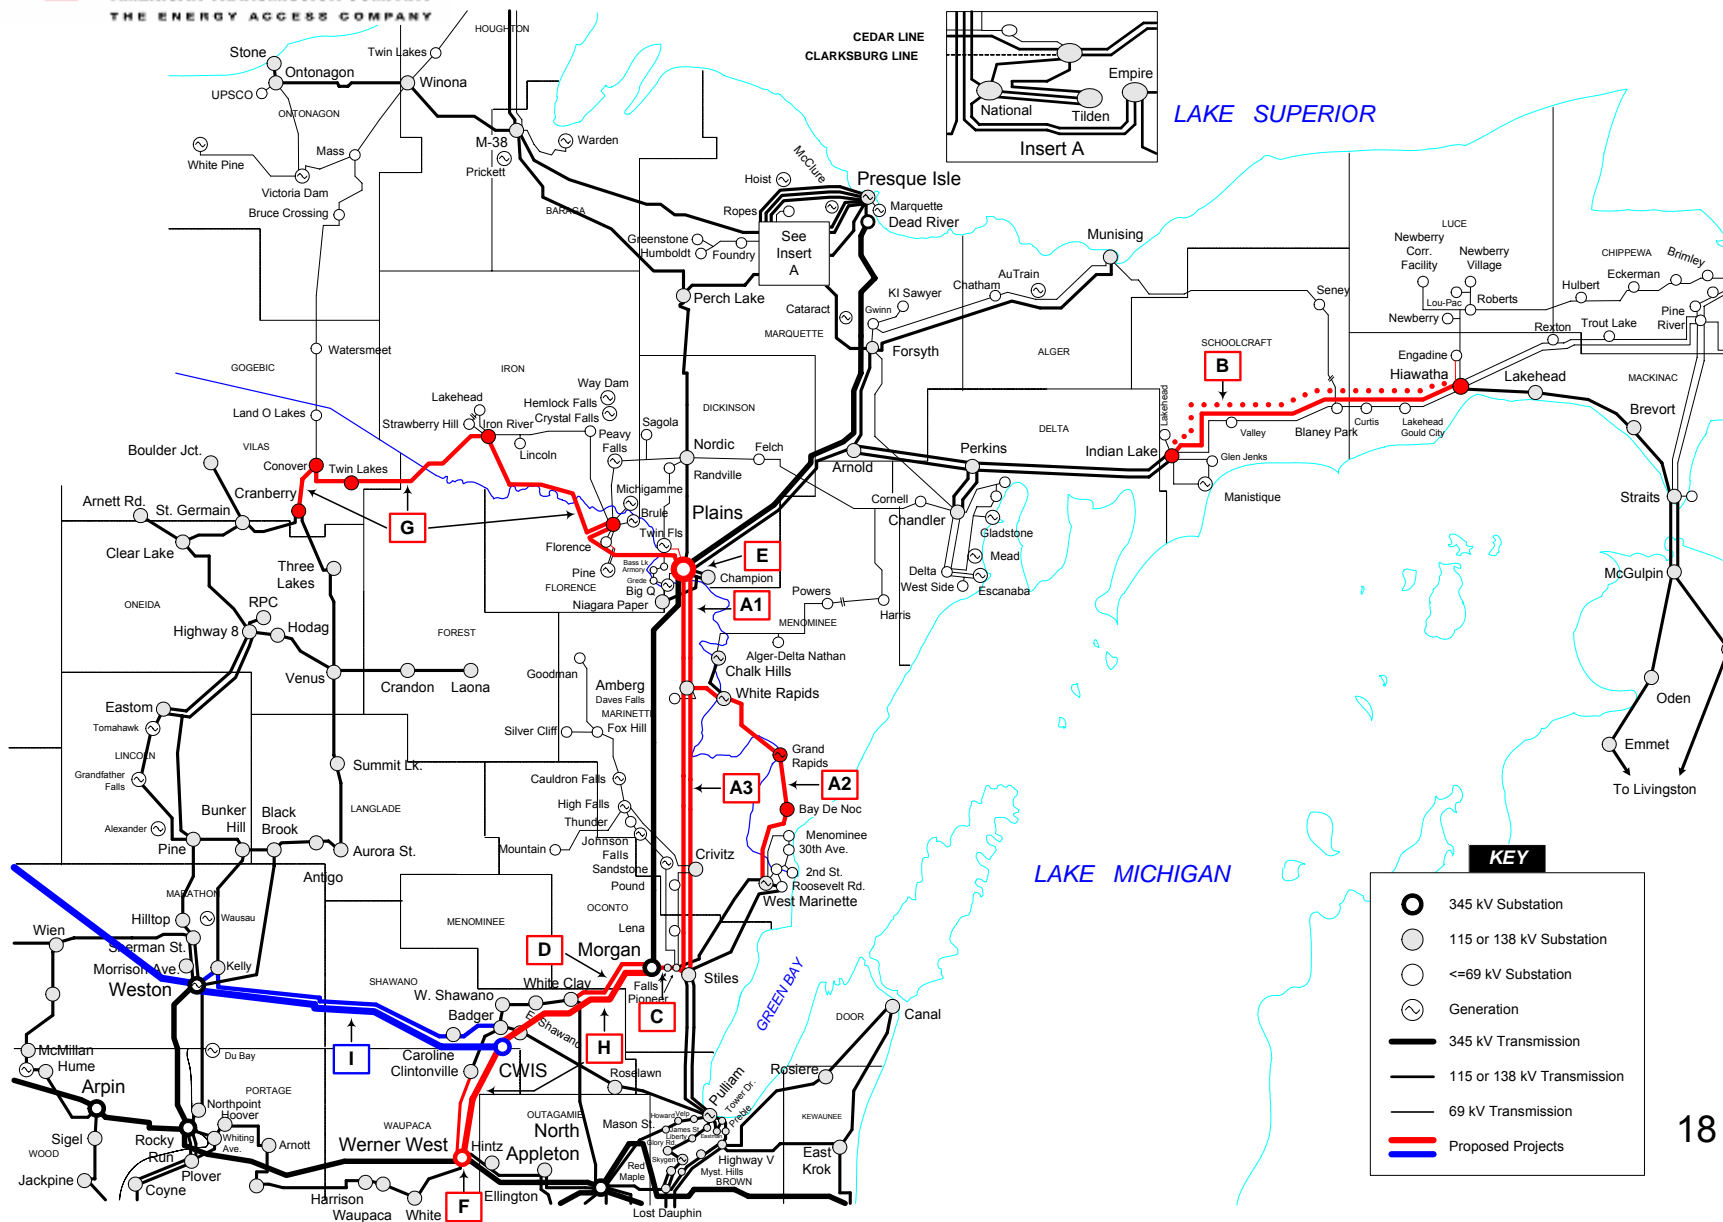 THE ENERGY ACCESS COMPANY
HOUGHTON
Stone
Twin Lakes
Ontonagon
Winona
UPSCO
ONTONAGON
M-38
Warden
Mass
Prickett
White Pine
Victoria Dam
Bruce Crossing
BARAGA
CEDAR LINE
CLARKSBURG LINE
Empire
National
Tilden
Insert A
LAKE SUPERIOR
McClure
Hoist
Presque Isle
Ropes
Marquette
Dead River
See
Insert
A
Greenstone
Humboldt
Foundry
Munising
LUCE
Newberry
Corr.
Facility
Newberry
Village
CHIPPEWA
Brimley
Eckerman
Hulbert
Perch Lake
AuTrain
Chatham
KI Sawyer
Cataract
Gwinn
Seney
Lou-Pac
Roberts
Newberry
Pine
River
MARQUETTE
Rexton
Trout Lake
Watersmeet
Forsyth
ALGER
SCHOOLCRAFT
Engadine
B
Hiawatha
Lakehead
MACKINAC
GOGEBIC
IRON
Way Dam
Hemlock Falls
Crystal Falls
Lakehead
Strawberry Hill
Iron River
DICKINSON
Sagola
Land O Lakes
Lincoln
Peavy
Falls
Nordic
Felch
DELTA
Lakehead
Valley
Blaney Park
Curtis
Lakehead
Gould City
Brevort
VILAS
Boulder Jct.
Conover
Twin Lakes
Randville
Arnold
Perkins
Indian Lake
Glen Jenks
Manistique
Cranberry
Arnett Rd.
St. Germain
Michigamme
Brule
Plains
Cornell
Chandler
Straits
G
Clear Lake
Florence
Twin Fls
Gladstone
Three
Lakes
Pine
FLORENCE
Bass Lk
Armory
Grede
Big Q
Niagara Paper
E
Champion
Mead
Delta
West Side
Escanaba
McGulpin
ONEIDA
RPC
A1
Powers
Harris
Highway 8
Hodag
FOREST
MENOMINEE
Alger-Delta Nathan
Chalk Hills
Goodman
Venus
Crandon
Laona
Amberg
Daves Falls
White Rapids
MARINETTE
Oden
Eastom
Tomahawk
Silver Cliff
Fox Hill
Emmet
LINCOLN
Grandfather
Falls
Summit Lk.
Grand
Rapids
Cauldron Falls
A3
A2
To Livingston
LANGLADE
Bunker
Hill
Black
Brook
High Falls
Thunder
Bay De Noc
Alexander
Pine
Aurora St.
Mountain
Johnson
Falls
Sandstone
Crivitz
Menominee
30th Ave.
Antigo
Pound
2nd St.
Roosevelt Rd.
West Marinette
LAKE MICHIGAN
MARATHON
Hilltop
Wausau
MENOMINEE
OCONTO
Lena
Wien
Sherman St.
Morrison Ave.
Kelly
Weston
D
Morgan
Stiles
SHAWANO
White Clay
W. Shawano
Falls
Pioneer
C
Badger
E. Shawano
GREEN BAY
DOOR
Canal
I
H
McMillan
Hume
Du Bay
Caroline
Clintonville
CWIS
Arpin
PORTAGE
Roselawn
Rosiere
Pulliam
Northpoint
Hoover
OUTAGAMIE
North
Appleton
Howard
Velp
Tower Dr.
Preble
KEWAUNEE
WAUPACA
Mason St.
James St.
Liberty
Eastman
Glory Rd.
Sigel
WOOD
Rocky
Run
Whiting
Ave.
Arnott
Werner West
Hintz
Skygen
Highway V
East
Krok
Jackpine
Plover
Coyne
Red
Maple
Myst. Hills
BROWN
Harrison
Waupaca
White
F
Ellington
Lost Dauphin
KEY
345 kV Substation
115 or 138 kV Substation
<=69 kV Substation
Generation
345 kV Transmission
115 or 138 kV Transmission
69 kV Transmission
Proposed Projects
18